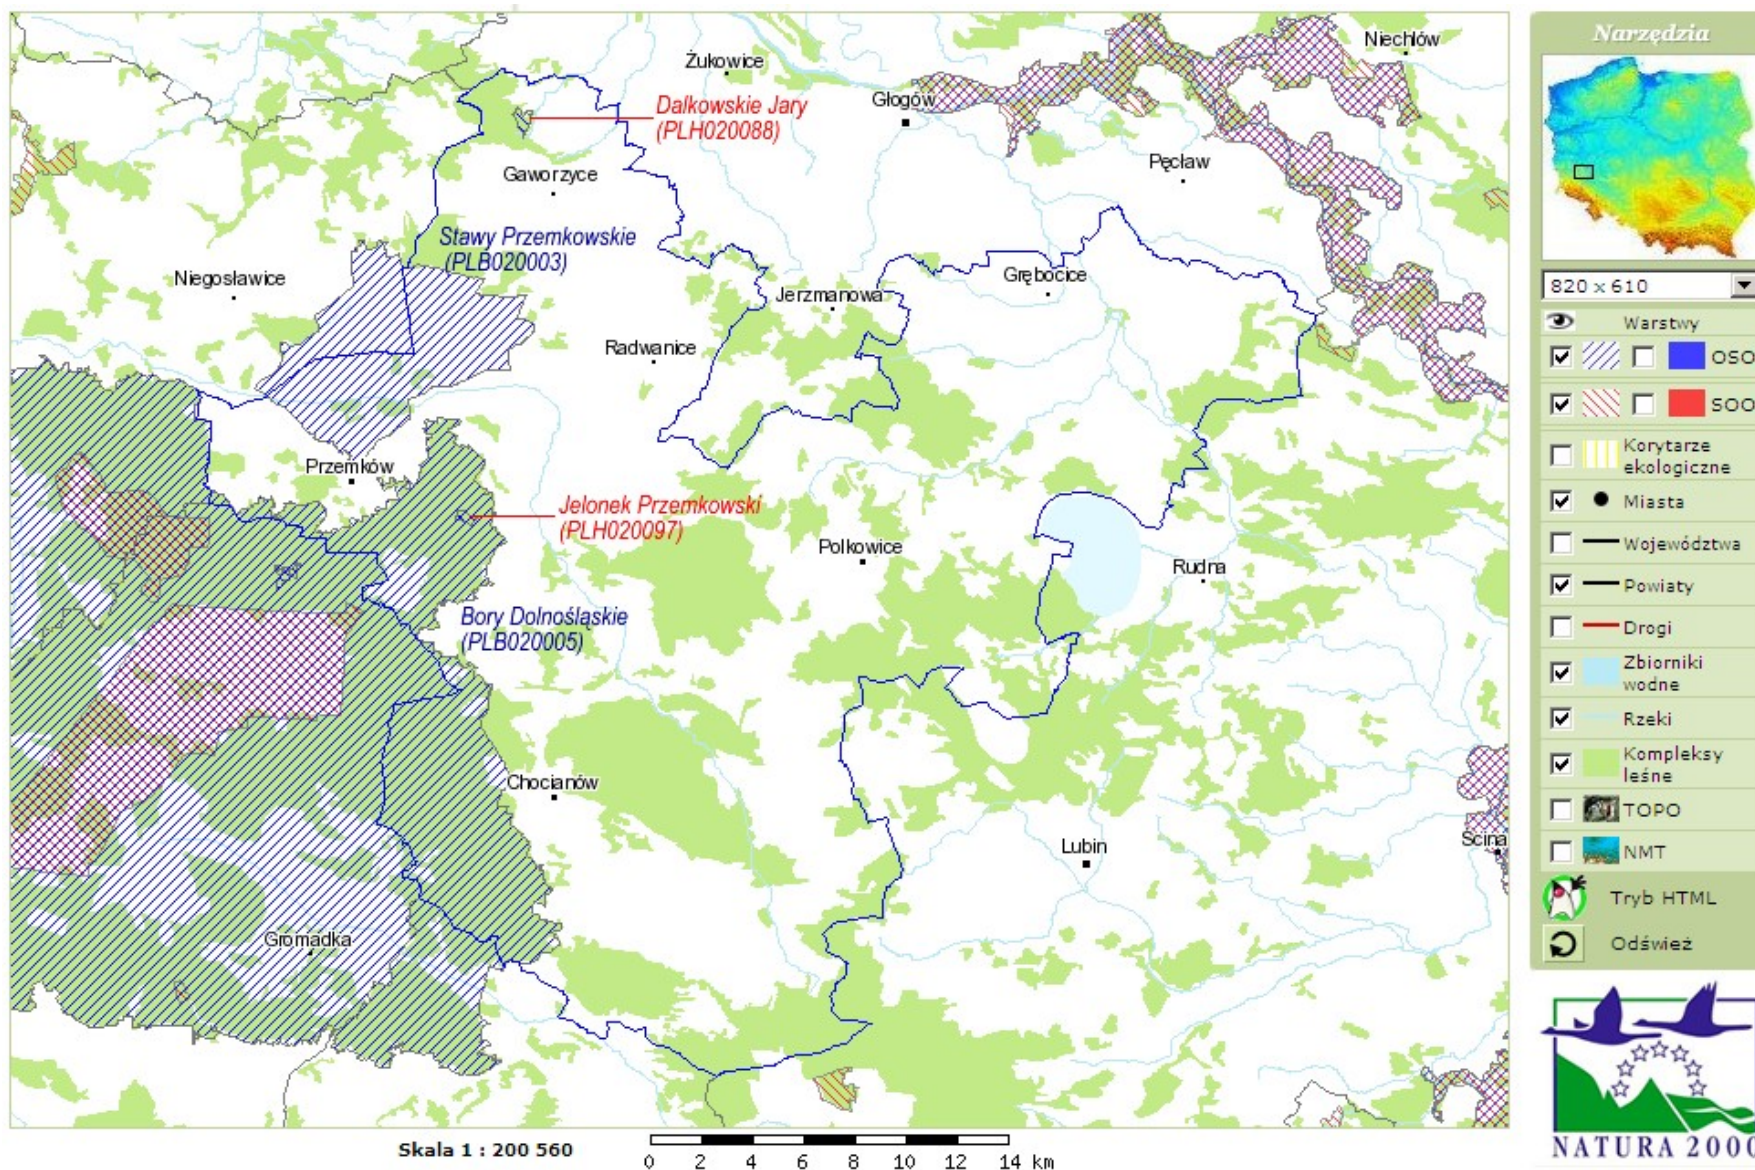 Niechlów
Żukowice
Głogów
Dalkowskie Jary
(PLH020088)
Pęcław
Gaworzyce
Stawy Przemkowskie
(PLB020003)
Niegosławice
Grębocice
Jerzmanowa
Radwanice
Przemków
Jelonek Przemkowski
(PLH020097)
Polkowice
Rudna
Bory Dolnośląskie
(PLB020005)
Chocianów
Lubin
Ścina
Gromadka
Skala 1 : 200 560
0 2 4 6 8 10 12 14 km
Narzędzia
820 x 610
Warstwy
OSO
SOO
Korytarze
ekologiczne
Miasta
Województwa
Powiaty
Drogi
Zbiorniki
wodne
Rzeki
Kompleksy
leśne
TOPO
NMT
Tryb HTML
Odśwież
NATURA 2000